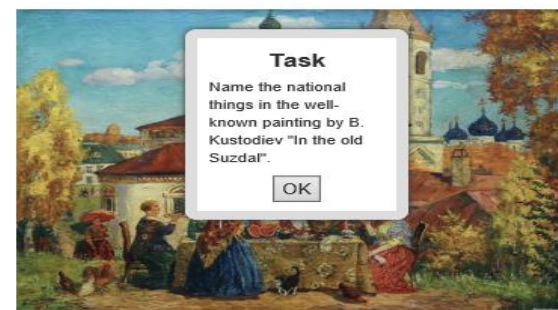 Task
Name the national
things in the well-
known painting by B.
Kustodiev "In the old
Suzdal".
OK